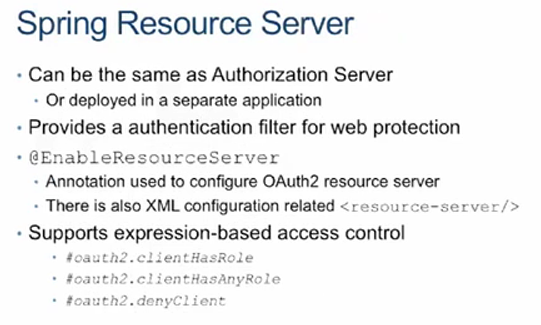 Spring Resource Server
• Can be the same as Authorization Server
• Or deployed in a separate application
• Provides a authentication filter for web protection
• @EnableResourceServer
• Annotation used to configure OAuth2 resource server
• There is also XML configuration related <resource-server/>
• Supports expression-based access control
• #oauth2.clientHasRole
• #oauth2.clientHasAnyRole
• #oauth2.denyClient